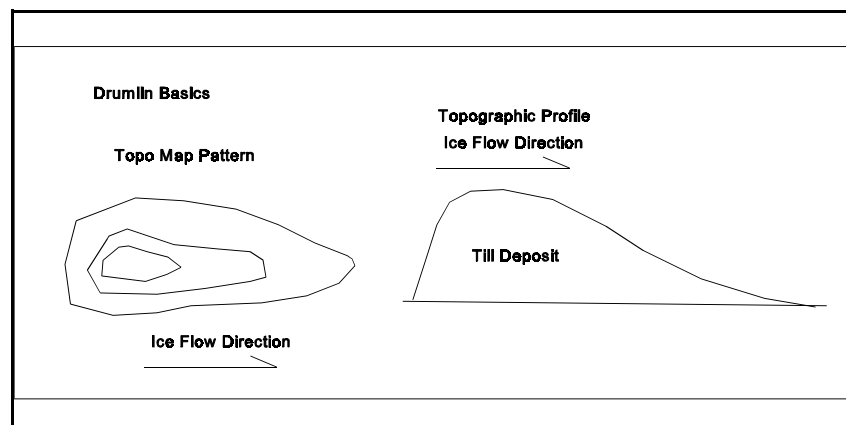 Drumlin Basics
Topo Map Pattern
Ice Flow Direction
Topographic Profile
Ice Flow Direction
Till Deposit